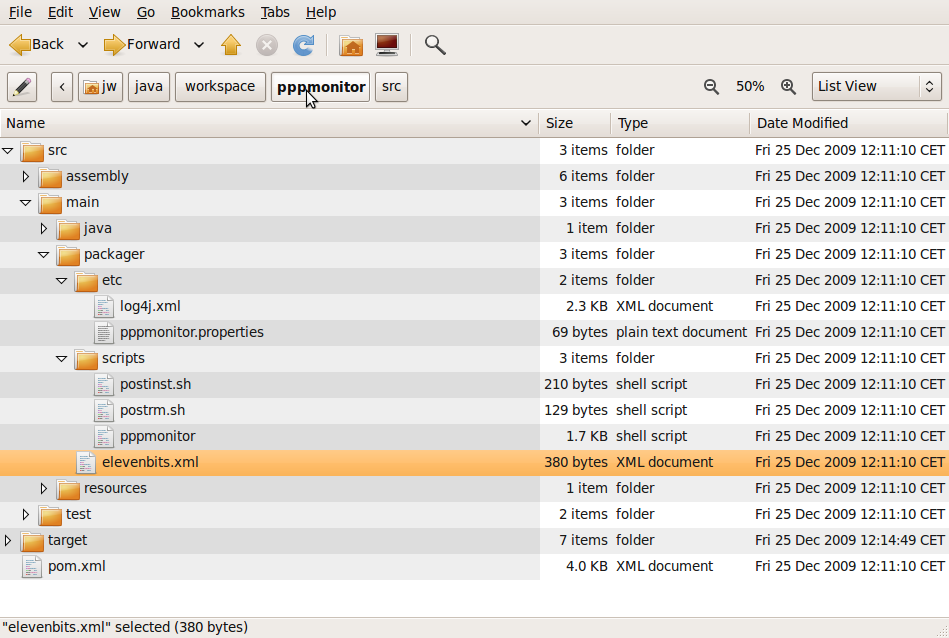 File Edit View Go Bookmarks Tabs Help
Back Forward
jw java workspace pppmonitor src 50% List View
Name Size Type Date Modified
src 3 items folder Fri 25 Dec 2009 12:11:10 CET
assembly 6 items folder Fri 25 Dec 2009 12:11:10 CET
main 3 items folder Fri 25 Dec 2009 12:11:10 CET
java 1 item folder Fri 25 Dec 2009 12:11:10 CET
packager 3 items folder Fri 25 Dec 2009 12:11:10 CET
etc 2 items folder Fri 25 Dec 2009 12:11:10 CET
log4j.xml 2.3 KB XML document Fri 25 Dec 2009 12:11:10 CET
pppmonitor.properties 69 bytes plain text document Fri 25 Dec 2009 12:11:10 CET
scripts 3 items folder Fri 25 Dec 2009 12:11:10 CET
postinst.sh 210 bytes shell script Fri 25 Dec 2009 12:11:10 CET
postrm.sh 129 bytes shell script Fri 25 Dec 2009 12:11:10 CET
pppmonitor 1.7 KB shell script Fri 25 Dec 2009 12:11:10 CET
elevenbits.xml 380 bytes XML document Fri 25 Dec 2009 12:11:10 CET
resources 1 item folder Fri 25 Dec 2009 12:11:10 CET
test 2 items folder Fri 25 Dec 2009 12:11:10 CET
target 7 items folder Fri 25 Dec 2009 12:14:49 CET
pom.xml 4.0 KB XML document Fri 25 Dec 2009 12:11:10 CET
"elevenbits.xml" selected (380 bytes)